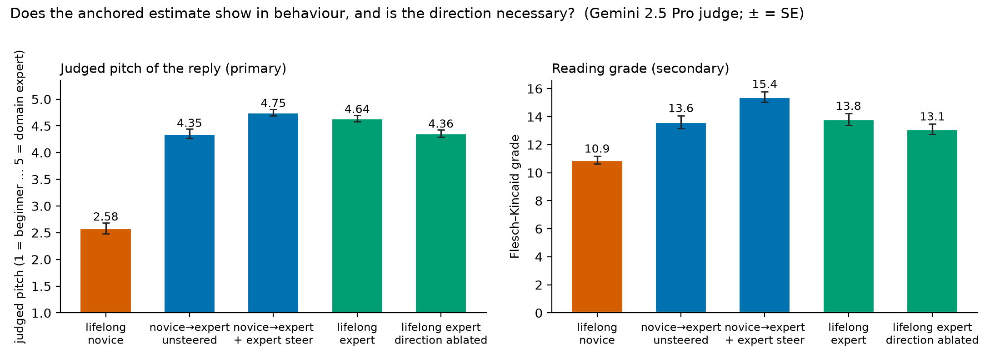 Does the anchored estimate show in behaviour, and is the direction necessary?  (Gemini 2.5 Pro judge; ± = SE)
Judged pitch of the reply (primary)
judged pitch (1 = beginner … 5 = domain expert)
5.0
4.5
4.0
3.5
3.0
2.5
2.0
1.5
1.0
2.58
4.35
4.75
4.64
4.36
lifelong
novice
novice→expert
unsteered
novice→expert
+ expert steer
lifelong
expert
lifelong expert
direction ablated
Reading grade (secondary)
Flesch–Kincaid grade
16
14
12
10
8
6
4
2
0
10.9
13.6
15.4
13.8
13.1
lifelong
novice
novice→expert
unsteered
novice→expert
+ expert steer
lifelong
expert
lifelong expert
direction ablated